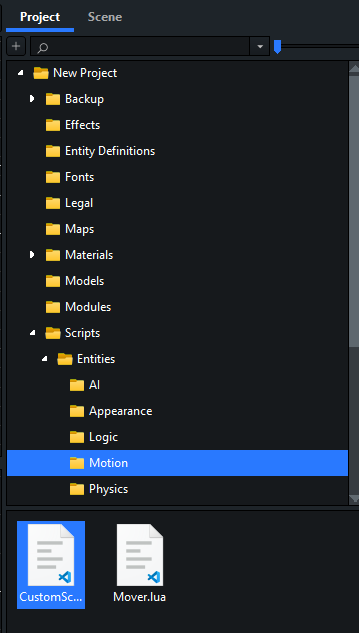 Project Scene
New Project
Backup
Effects
Entity Definitions
Fonts
Legal
Maps
Materials
Models
Modules
Scripts
Entities
AI
Appearance
Logic
Motion
Physics
CustomSc... Mover.lua